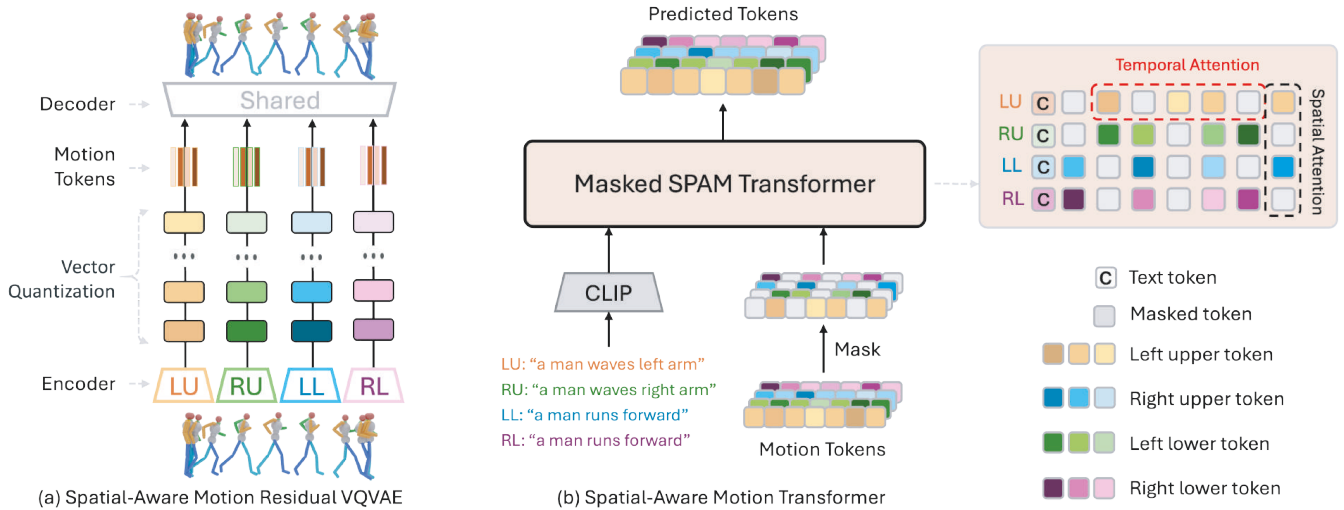 Decoder
Shared
Motion
Tokens
Vector
Quantization
Encoder
LU
RU
LL
RL
(a) Spatial-Aware Motion Residual VQVAE
Predicted Tokens
Masked SPAM Transformer
CLIP
LU: “a man waves left arm”
RU: “a man waves right arm”
LL: “a man runs forward”
RL: “a man runs forward”
Mask
Motion Tokens
(b) Spatial-Aware Motion Transformer
Temporal Attention
LU C
RU C
LL C
RL C
Spatial Attention
C Text token
Masked token
Left upper token
Right upper token
Left lower token
Right lower token